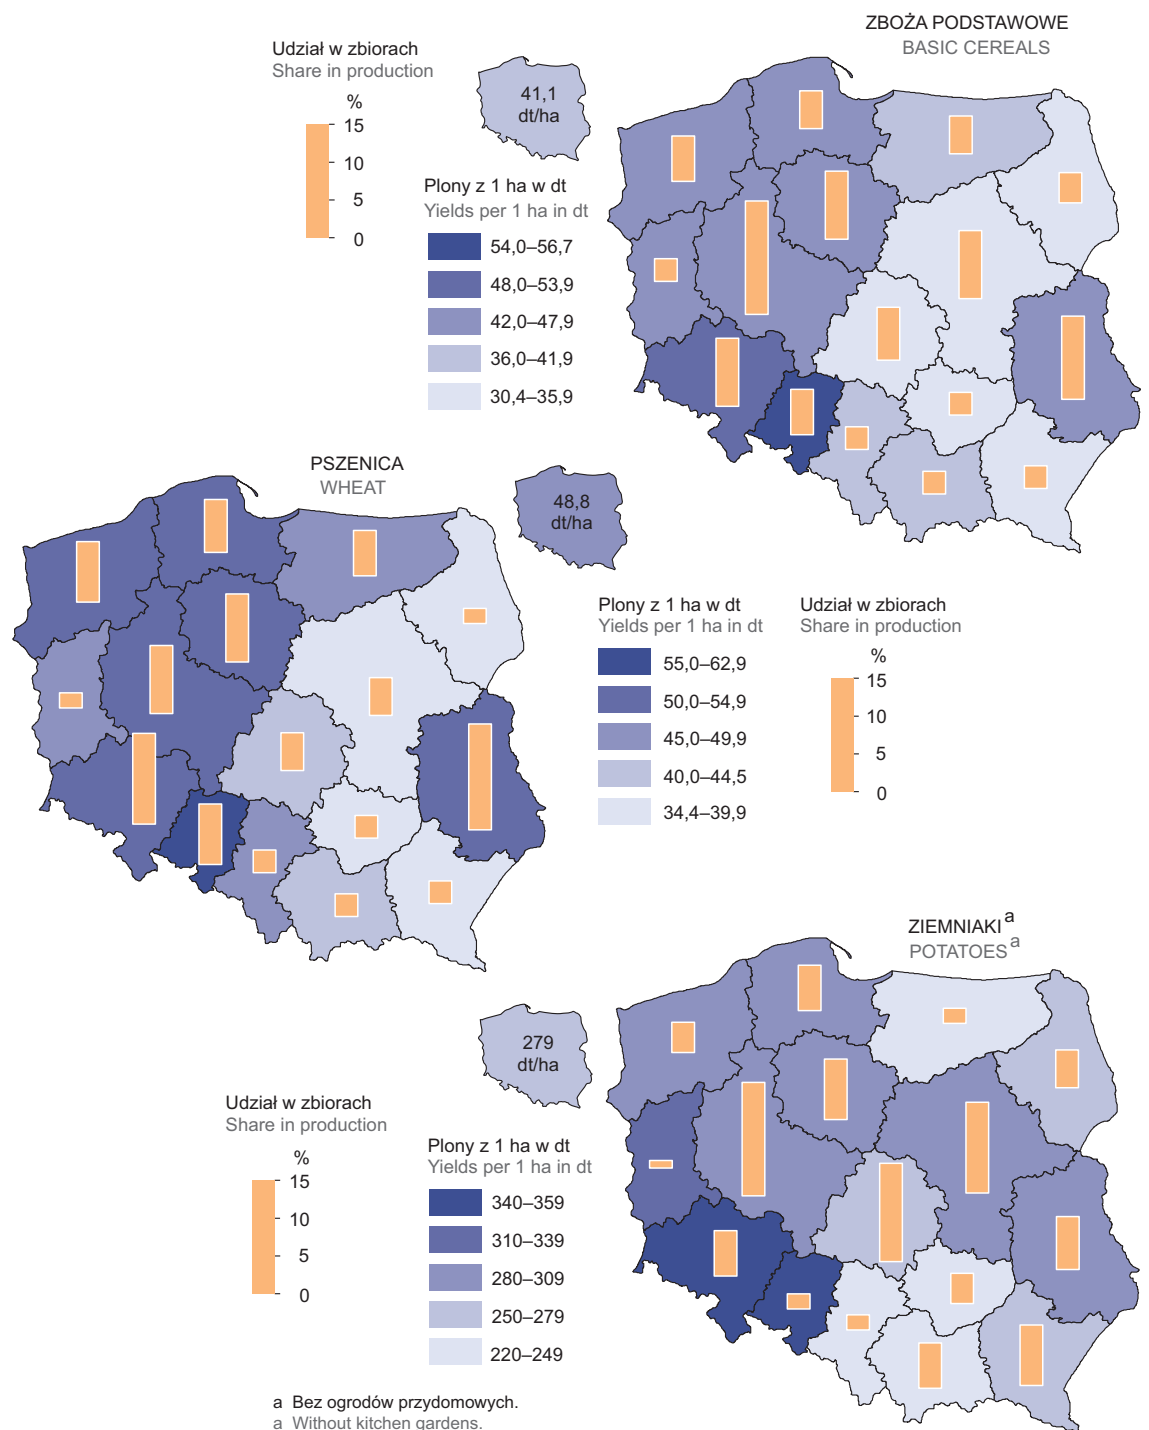 ZBOŻA PODSTAWOWE
BASIC CEREALS
Udział w zbiorach
Share in production
%
15
10
5
0
41,1
dt/ha
Plony z 1 ha w dt
Yields per 1 ha in dt
54,0–56,7
48,0–53,9
42,0–47,9
36,0–41,9
30,4–35,9
PSZENICA
WHEAT
48,8
dt/ha
Plony z 1 ha w dt
Yields per 1 ha in dt
55,0–62,9
50,0–54,9
45,0–49,9
40,0–44,5
34,4–39,9
Udział w zbiorach
Share in production
%
15
10
5
0
ZIEMNIAKI a
POTATOES a
279
dt/ha
Udział w zbiorach
Share in production
%
15
10
5
0
Plony z 1 ha w dt
Yields per 1 ha in dt
340–359
310–339
280–309
250–279
220–249
a Bez ogrodów przydomowych.
a Without kitchen gardens.